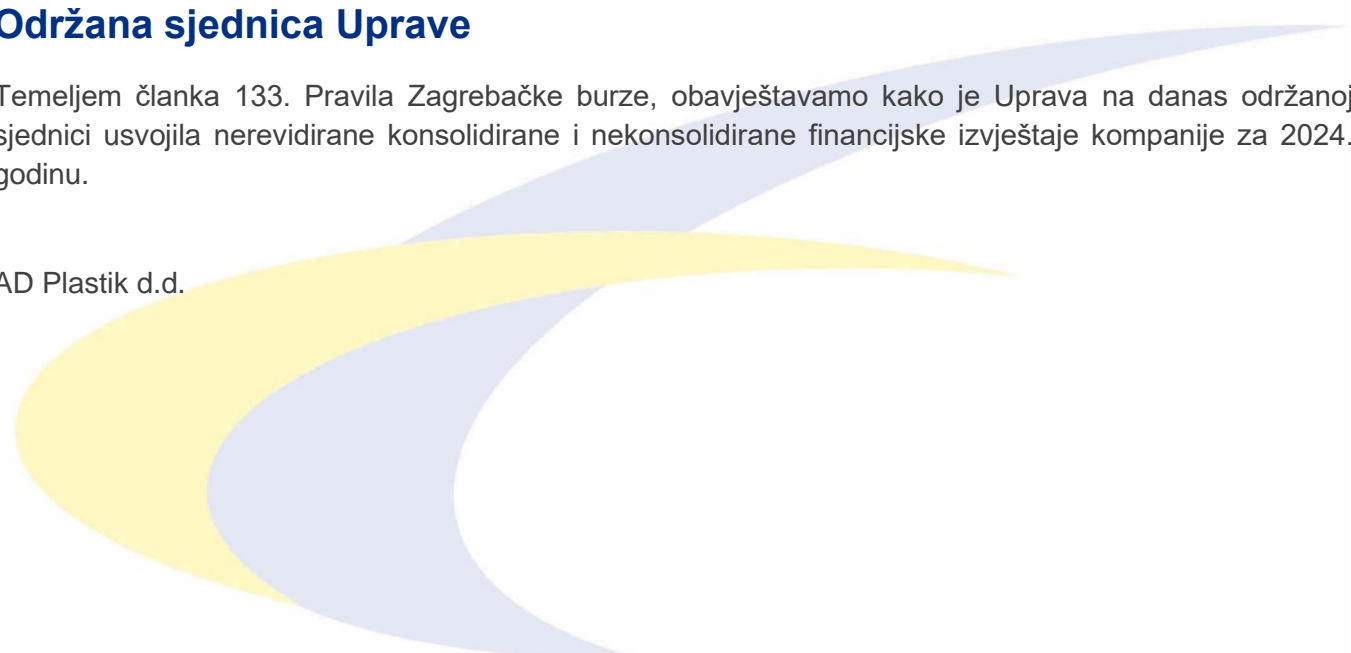 Održana sjednica Uprave
Temeljem članka 133. Pravila Zagrebačke burze, obavještavamo kako je Uprava na danas održanoj
sjednici usvojila nerevidirane konsolidirane i nekonsolidirane financijske izvještaje kompanije za 2024.
godinu.
AD Plastik d.d.